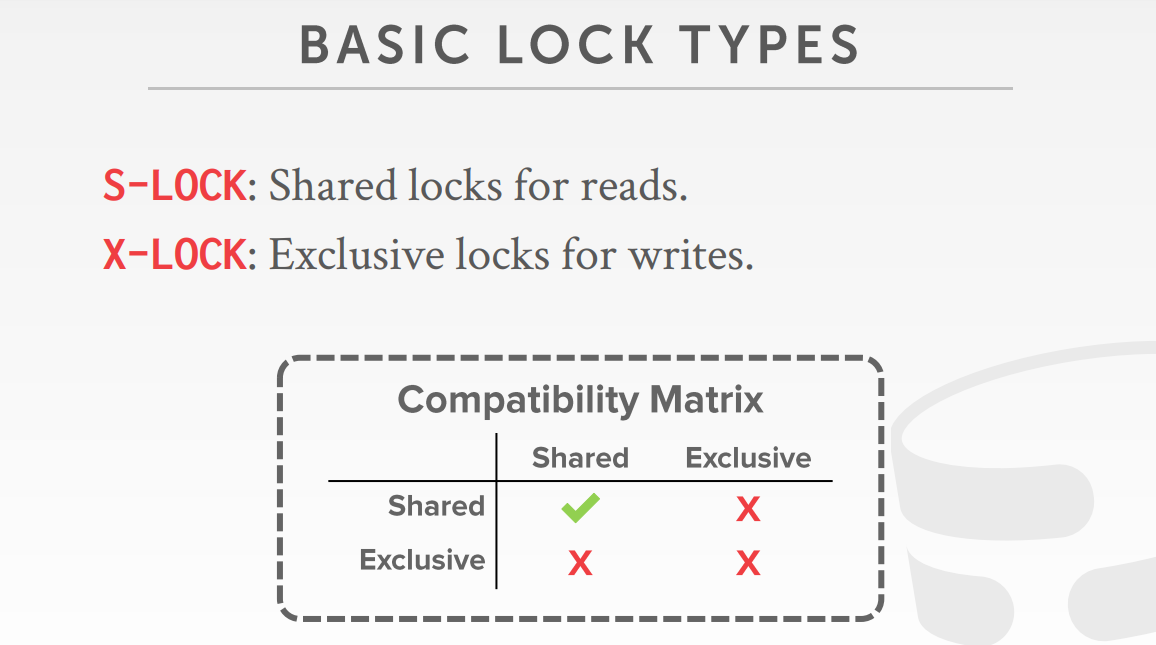 BASIC LOCK TYPES
S-LOCK: Shared locks for reads.
X-LOCK: Exclusive locks for writes.
Compatibility Matrix
Shared Exclusive
Shared ✔ X
Exclusive X X